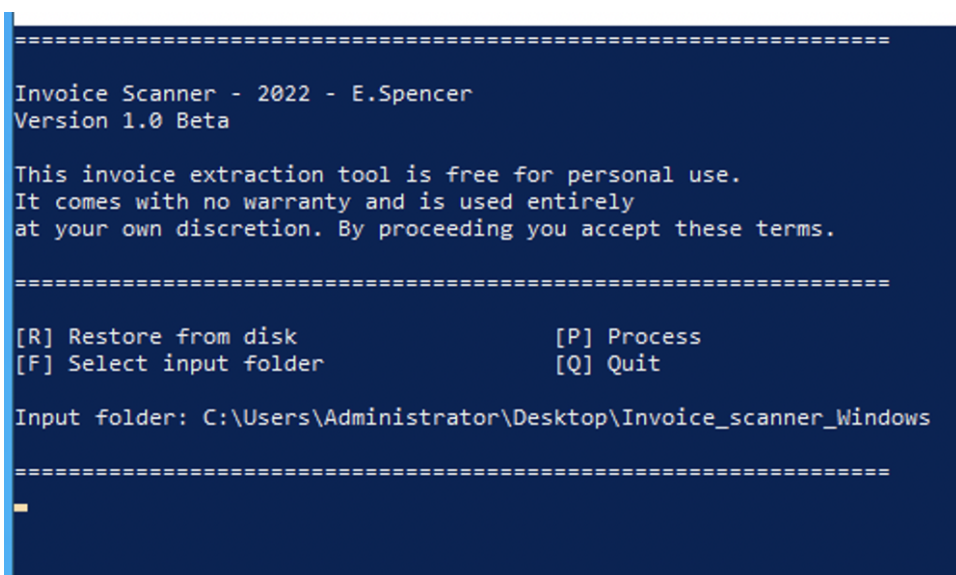 =================================================================
Invoice Scanner - 2022 - E.Spencer
Version 1.0 Beta
This invoice extraction tool is free for personal use.
It comes with no warranty and is used entirely
at your own discretion. By proceeding you accept these terms.
=================================================================
[R] Restore from disk [P] Process
[F] Select input folder [Q] Quit
Input folder: C:\Users\Administrator\Desktop\Invoice_scanner_Windows
=================================================================